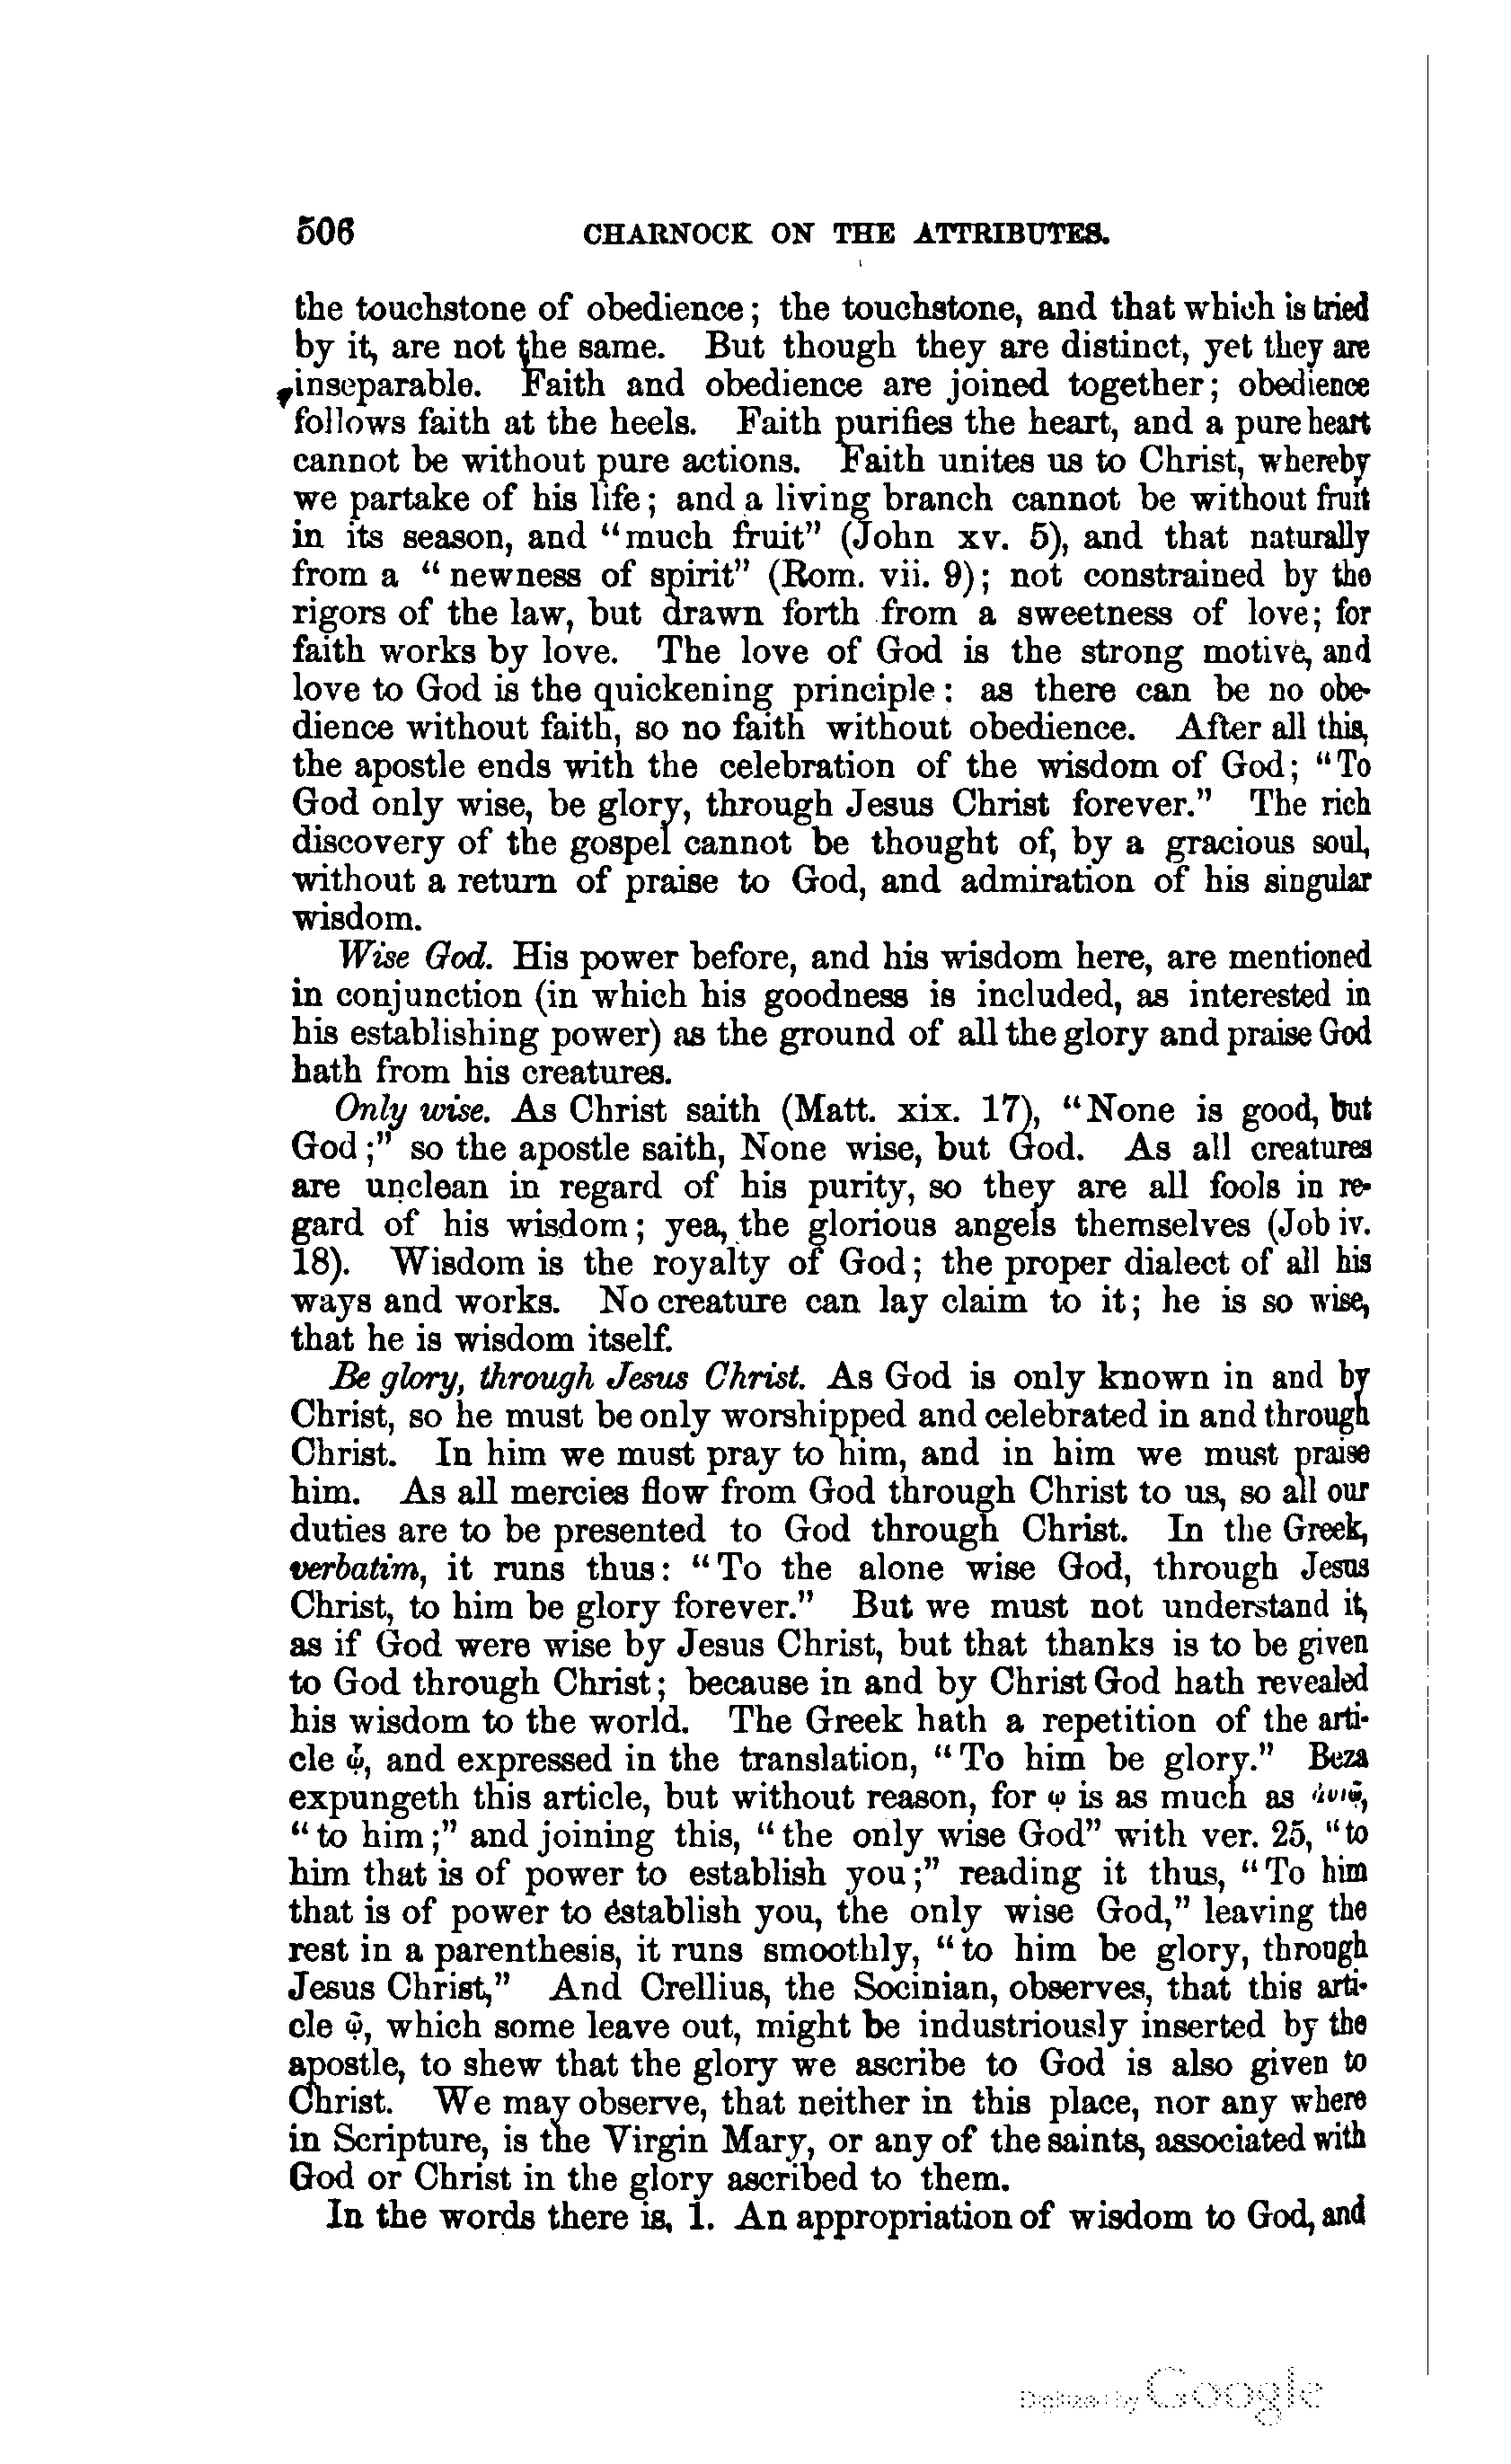 506 CHARNOCK ON THE ATTRIBUTES.
the touchstone of obedience; the touchstone, and that which is tried
by it, are not the same. But though they are distinct, yet they are
inseparable. Faith and obedience are joined together; obedience
follows faith at the heels. Faith purifies the heart, and a pure heart
cannot be without pure actions. Faith unites us to Christ, whereby
we partake of his life; and a living branch cannot be without fruit
in its season, and "much fruit" (John xv. 5), and that naturally
from a "newness of spirit" (Rom. vii. 9); not constrained by the
rigors of the law, but drawn forth from a sweetness of love; for
faith works by love. The love of God is the strong motive, and
love to God is the quickening principle: as there can be no obe-
dience without faith, so no faith without obedience. After all this,
the apostle ends with the celebration of the wisdom of God; "To
God only wise, be glory, through Jesus Christ forever." The rich
discovery of the gospel cannot be thought of, by a gracious soul,
without a return of praise to God, and admiration of his singular
wisdom.
Wise God. His power before, and his wisdom here, are mentioned
in conjunction (in which his goodness is included, as interested in
his establishing power) as the ground of all the glory and praise God
hath from his creatures.
Only wise. As Christ saith (Matt. xix. 17), "None is good, but
God;" so the apostle saith, None wise, but God. As all creatures
are unclean in regard of his purity, so they are all fools in re-
gard of his wisdom; yea, the glorious angels themselves (Job iv.
18). Wisdom is the royalty of God; the proper dialect of all his
ways and works. No creature can lay claim to it; he is so wise,
that he is wisdom itself.
Be glory, through Jesus Christ. As God is only known in and by
Christ, so he must be only worshipped and celebrated in and through
Christ. In him we must pray to him, and in him we must praise
him. As all mercies flow from God through Christ to us, so all our
duties are to be presented to God through Christ. In the Greek,
verbatim, it runs thus: "To the alone wise God, through Jesus
Christ, to him be glory forever." But we must not understand it,
as if God were wise by Jesus Christ, but that thanks is to be given
to God through Christ; because in and by Christ God hath revealed
his wisdom to the world. The Greek hath a repetition of the arti-
cle ᾧ, and expressed in the translation, "To him be glory." Beza
expungeth this article, but without reason, for ῳ is as much as ἀυτῷ,
"to him;" and joining this, "the only wise God" with ver. 25, "to
him that is of power to establish you;" reading it thus, "To him
that is of power to establish you, the only wise God," leaving the
rest in a parenthesis, it runs smoothly, "to him be glory, through
Jesus Christ," And Crellius, the Socinian, observes, that this arti-
cle ῷ, which some leave out, might be industriously inserted by the
apostle, to shew that the glory we ascribe to God is also given to
Christ. We may observe, that neither in this place, nor any where
in Scripture, is the Virgin Mary, or any of the saints, associated with
God or Christ in the glory ascribed to them.
In the words there is, 1. An appropriation of wisdom to God, and
Digitized by Google